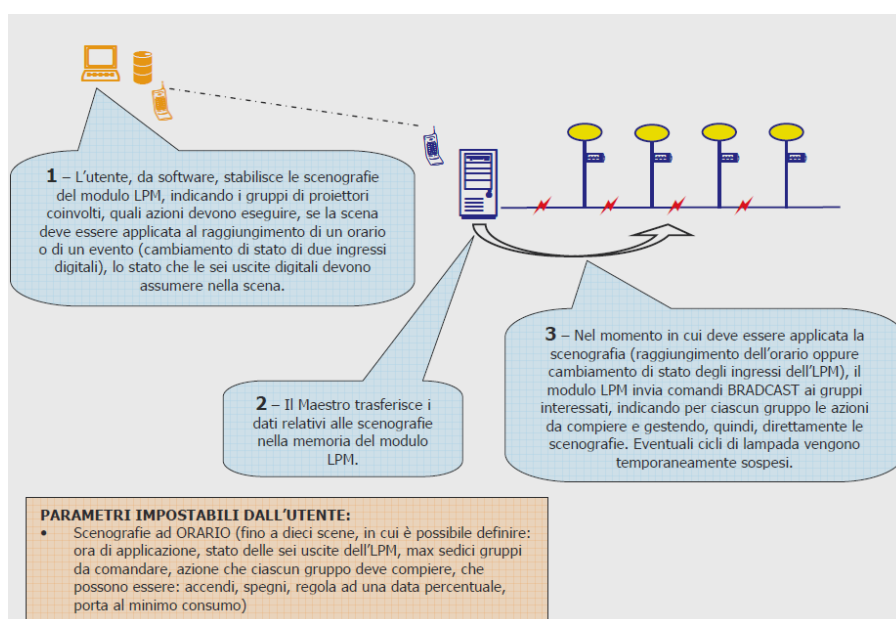 1 – L'utente, da software, stabilisce le scenografie
del modulo LPM, indicando i gruppi di proiettori
coinvolti, quali azioni devono eseguire, se la scena
deve essere applicata al raggiungimento di un orario
o di un evento (cambiamento di stato di due ingressi
digitali), lo stato che le sei uscite digitali devono
assumere nella scena.
2 – Il Maestro trasferisce i
dati relativi alle scenografie
nella memoria del modulo
LPM.
3 – Nel momento in cui deve essere applicata la
scenografia (raggiungimento dell'orario oppure
cambiamento di stato degli ingressi dell'LPM), il
modulo LPM invia comandi BRADCAST ai gruppi
interessati, indicando per ciascun gruppo le azioni
da compiere e gestendo, quindi, direttamente le
scenografie. Eventuali cicli di lampada vengono
temporaneamente sospesi.
PARAMETRI IMPOSTABILI DALL'UTENTE:
• Scenografie ad ORARIO (fino a dieci scene, in cui è possibile definire:
ora di applicazione, stato delle sei uscite dell'LPM, max sedici gruppi
da comandare, azione che ciascun gruppo deve compiere, che
possono essere: accendi, spegni, regola ad una data percentuale,
porta al minimo consumo)